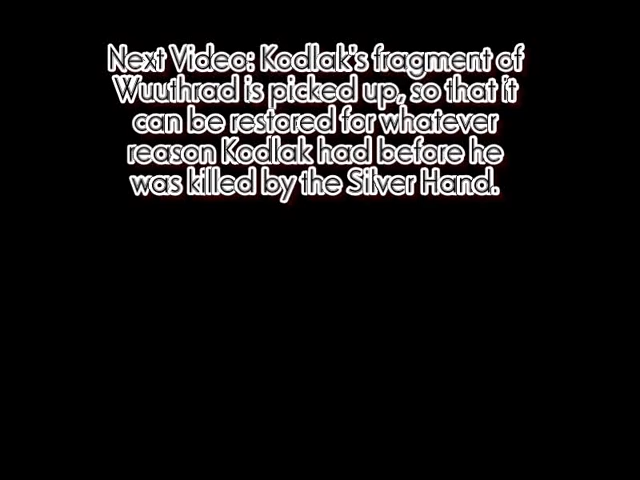 Next Video: Kodlak's fragment of
Wuuthrad is picked up, so that it
can be restored for whatever
reason Kodlak had before he
was killed by the Silver Hand.